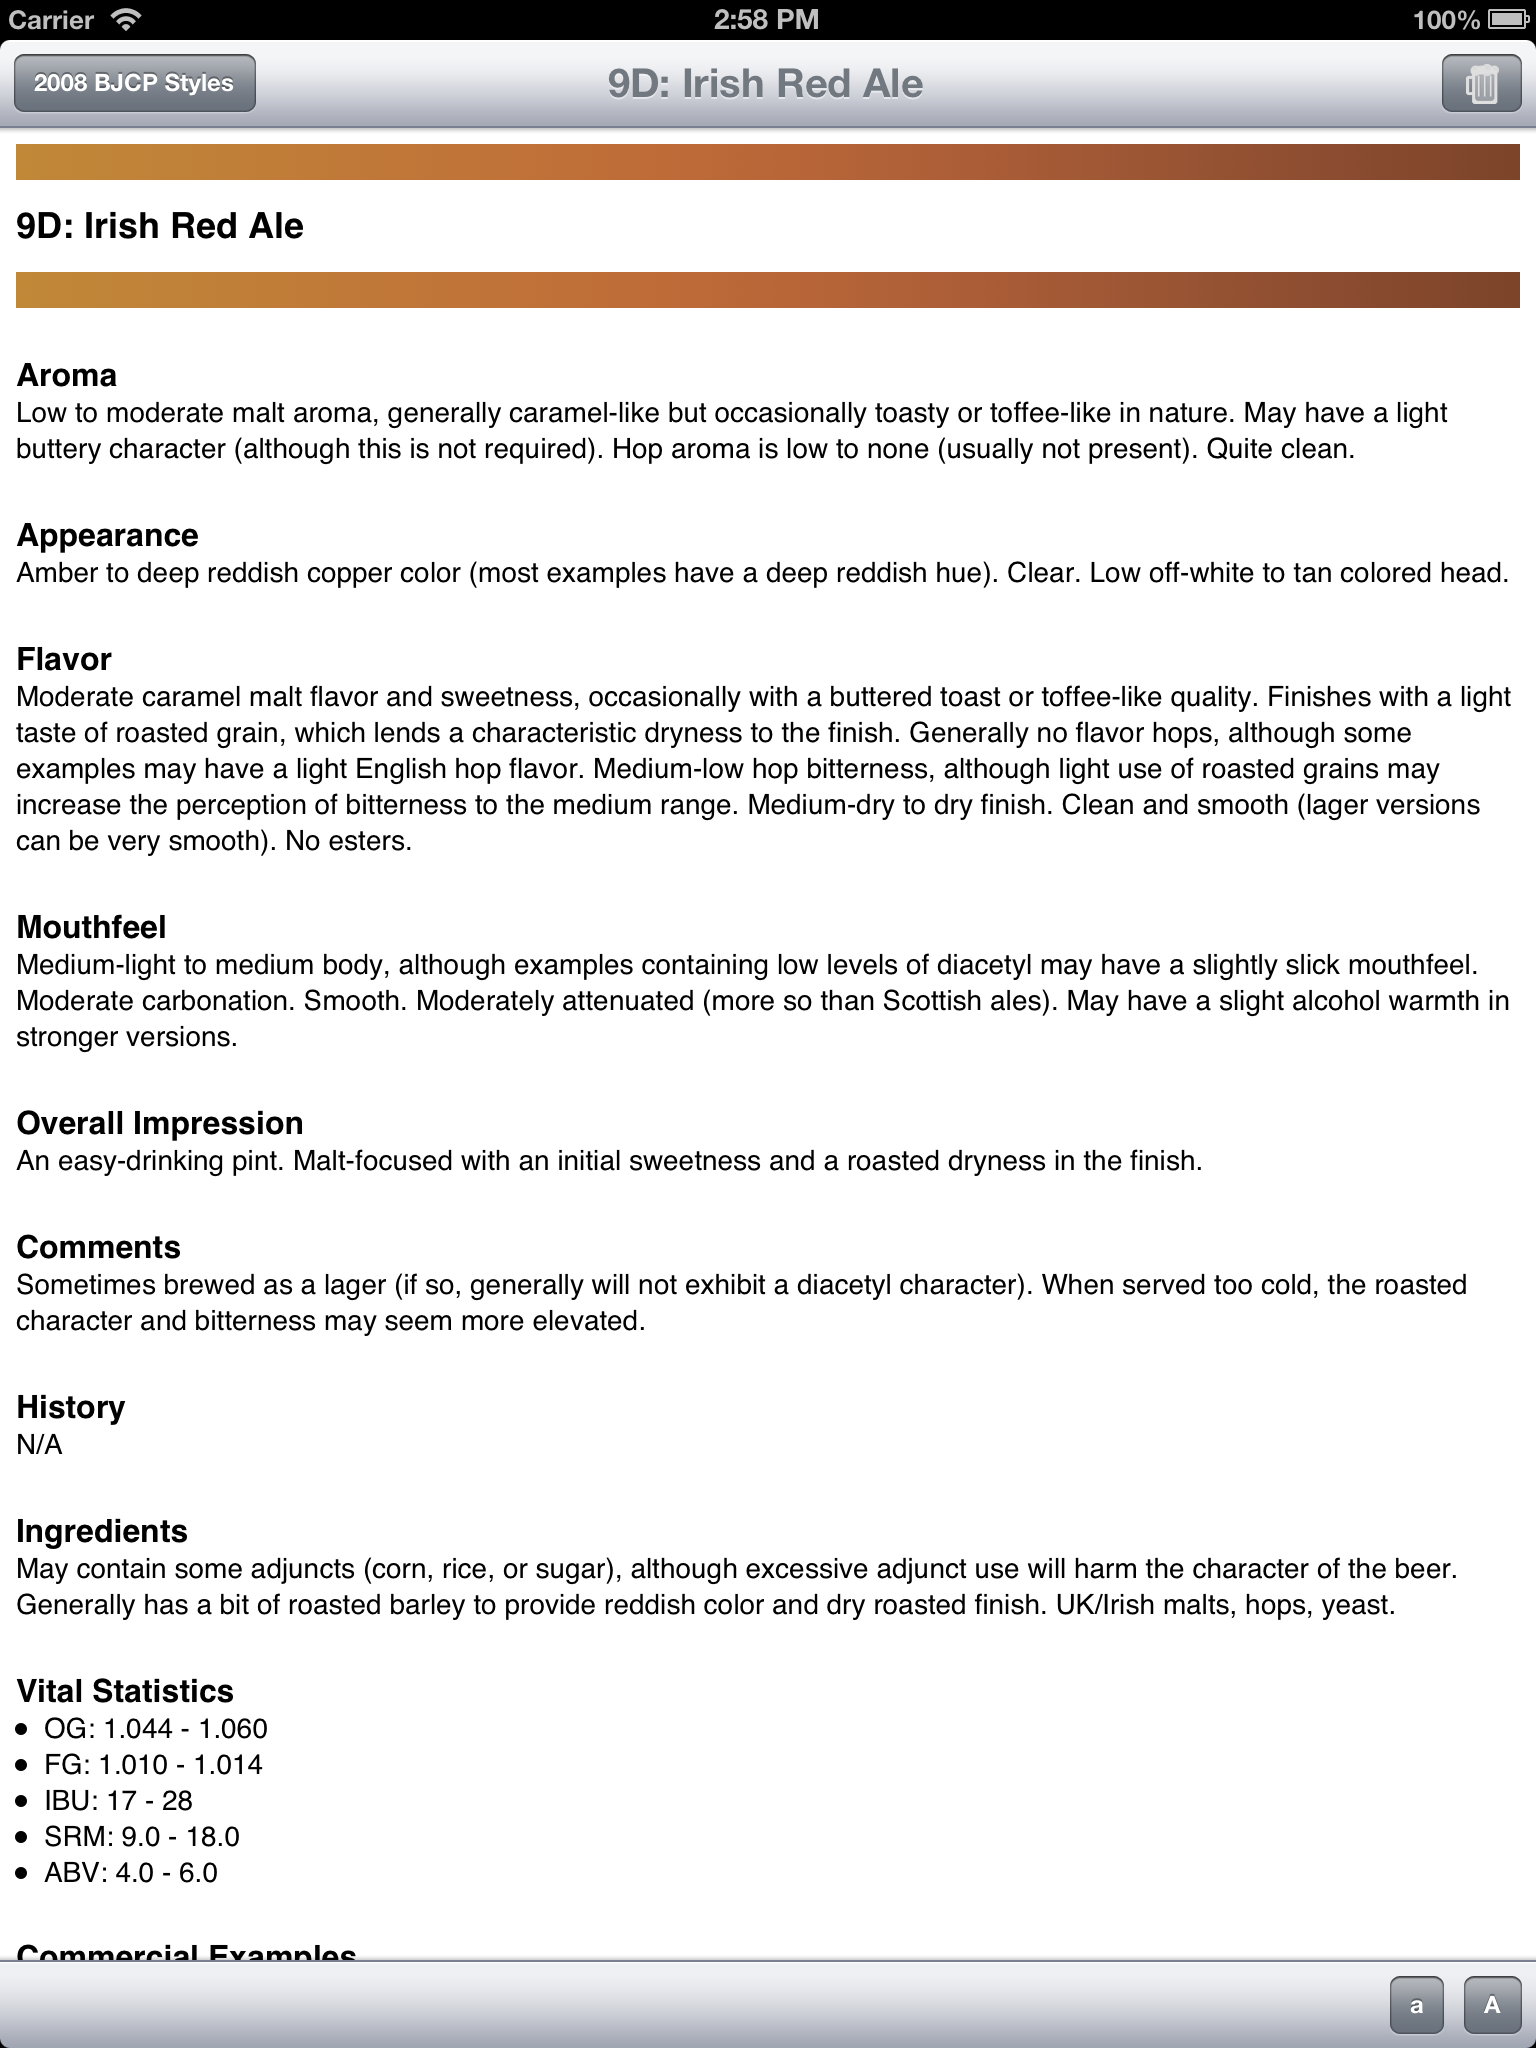 Carrier 2:58 PM 100%
2008 BJCP Styles 9D: Irish Red Ale
9D: Irish Red Ale
Aroma
Low to moderate malt aroma, generally caramel-like but occasionally toasty or toffee-like in nature. May have a light
buttery character (although this is not required). Hop aroma is low to none (usually not present). Quite clean.
Appearance
Amber to deep reddish copper color (most examples have a deep reddish hue). Clear. Low off-white to tan colored head.
Flavor
Moderate caramel malt flavor and sweetness, occasionally with a buttered toast or toffee-like quality. Finishes with a light
taste of roasted grain, which lends a characteristic dryness to the finish. Generally no flavor hops, although some
examples may have a light English hop flavor. Medium-low hop bitterness, although light use of roasted grains may
increase the perception of bitterness to the medium range. Medium-dry to dry finish. Clean and smooth (lager versions
can be very smooth). No esters.
Mouthfeel
Medium-light to medium body, although examples containing low levels of diacetyl may have a slightly slick mouthfeel.
Moderate carbonation. Smooth. Moderately attenuated (more so than Scottish ales). May have a slight alcohol warmth in
stronger versions.
Overall Impression
An easy-drinking pint. Malt-focused with an initial sweetness and a roasted dryness in the finish.
Comments
Sometimes brewed as a lager (if so, generally will not exhibit a diacetyl character). When served too cold, the roasted
character and bitterness may seem more elevated.
History
N/A
Ingredients
May contain some adjuncts (corn, rice, or sugar), although excessive adjunct use will harm the character of the beer.
Generally has a bit of roasted barley to provide reddish color and dry roasted finish. UK/Irish malts, hops, yeast.
Vital Statistics
• OG: 1.044 - 1.060
• FG: 1.010 - 1.014
• IBU: 17 - 28
• SRM: 9.0 - 18.0
• ABV: 4.0 - 6.0
Commercial Examples
a A